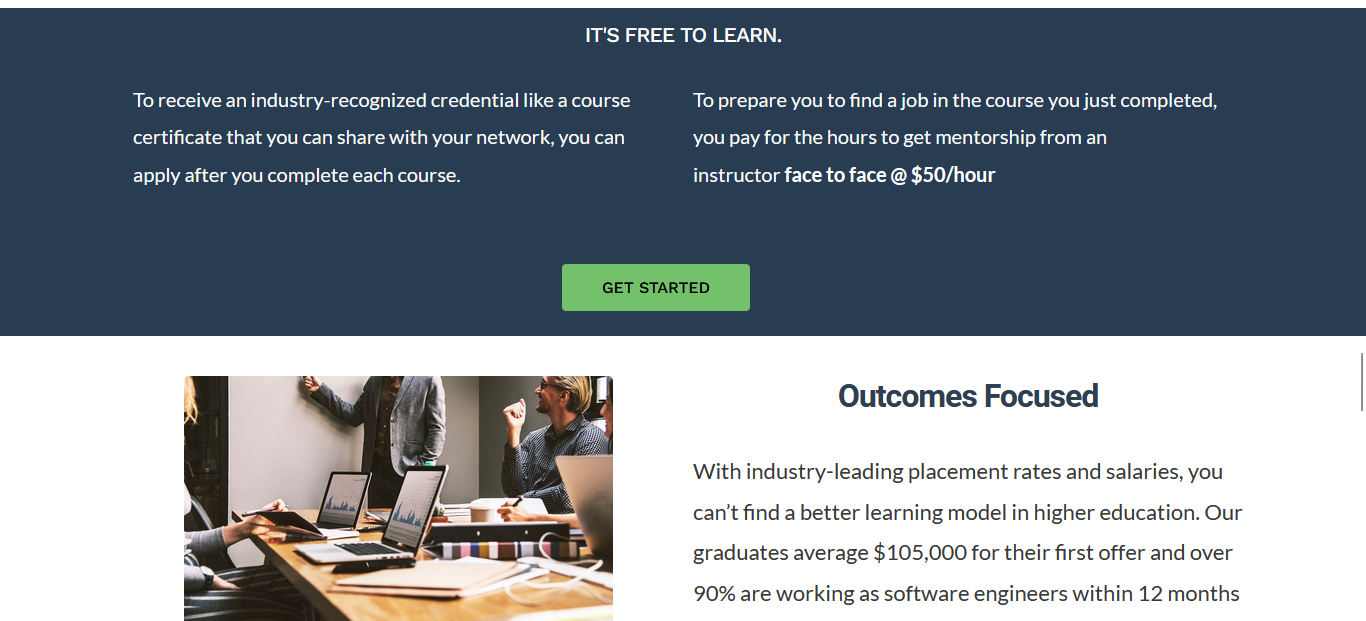 IT'S FREE TO LEARN.
To receive an industry-recognized credential like a course
certificate that you can share with your network, you can
apply after you complete each course.
To prepare you to find a job in the course you just completed,
you pay for the hours to get mentorship from an
instructor face to face @ $50/hour
GET STARTED
Outcomes Focused
With industry-leading placement rates and salaries, you
can’t find a better learning model in higher education. Our
graduates average $105,000 for their first offer and over
90% are working as software engineers within 12 months